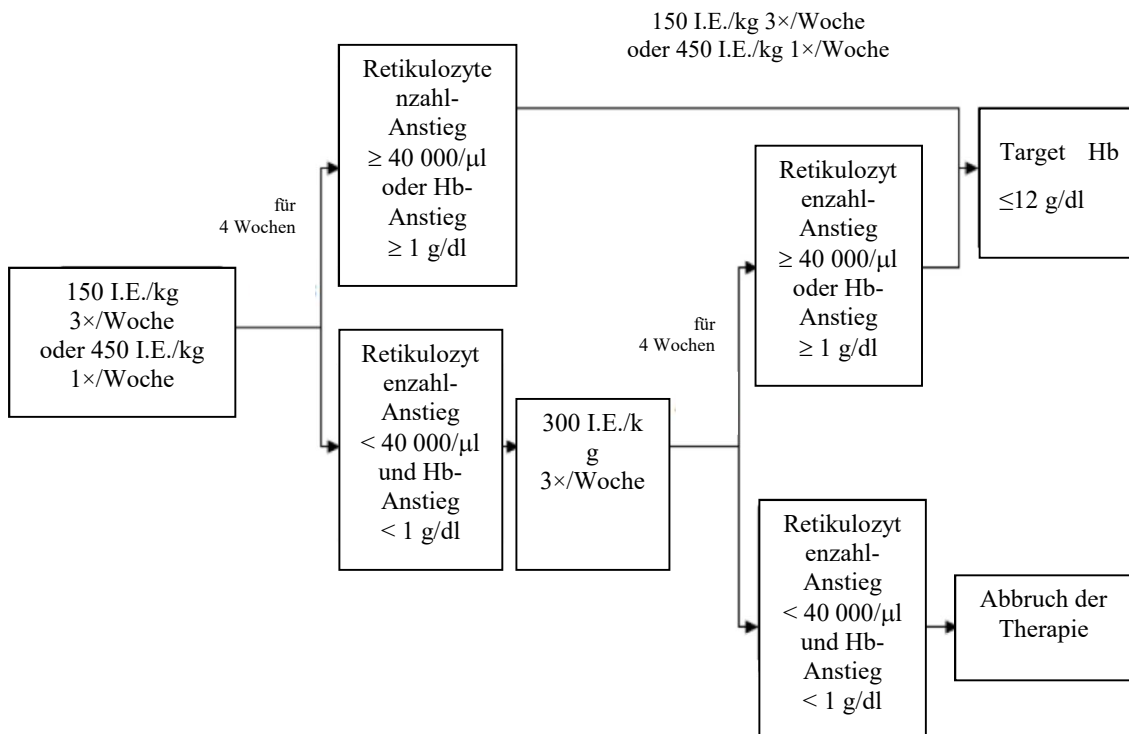 150 I.E./kg 3×/Woche
oder 450 I.E./kg 1×/Woche
Retikulozyte
nzahl-
Anstieg
≥ 40 000/µl
oder Hb-
Anstieg
≥ 1 g/dl
für
4 Wochen
150 I.E./kg
3×/Woche
oder 450 I.E./kg
1×/Woche
Retikulozyt
enzahl-
Anstieg
< 40 000/µl
und Hb-
Anstieg
< 1 g/dl
300 I.E./k
g
3×/Woche
für
4 Wochen
Retikulozyt
enzahl-
Anstieg
≥ 40 000/µl
oder Hb-
Anstieg
≥ 1 g/dl
Target Hb
≤12 g/dl
Retikulozyt
enzahl-
Anstieg
< 40 000/µl
und Hb-
Anstieg
< 1 g/dl
Abbruch der
Therapie